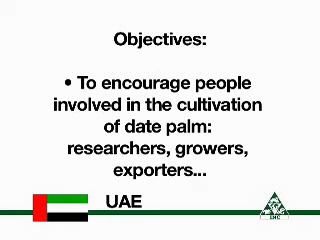 Objectives:
• To encourage people
involved in the cultivation
of date palm:
researchers, growers,
exporters...
UAE